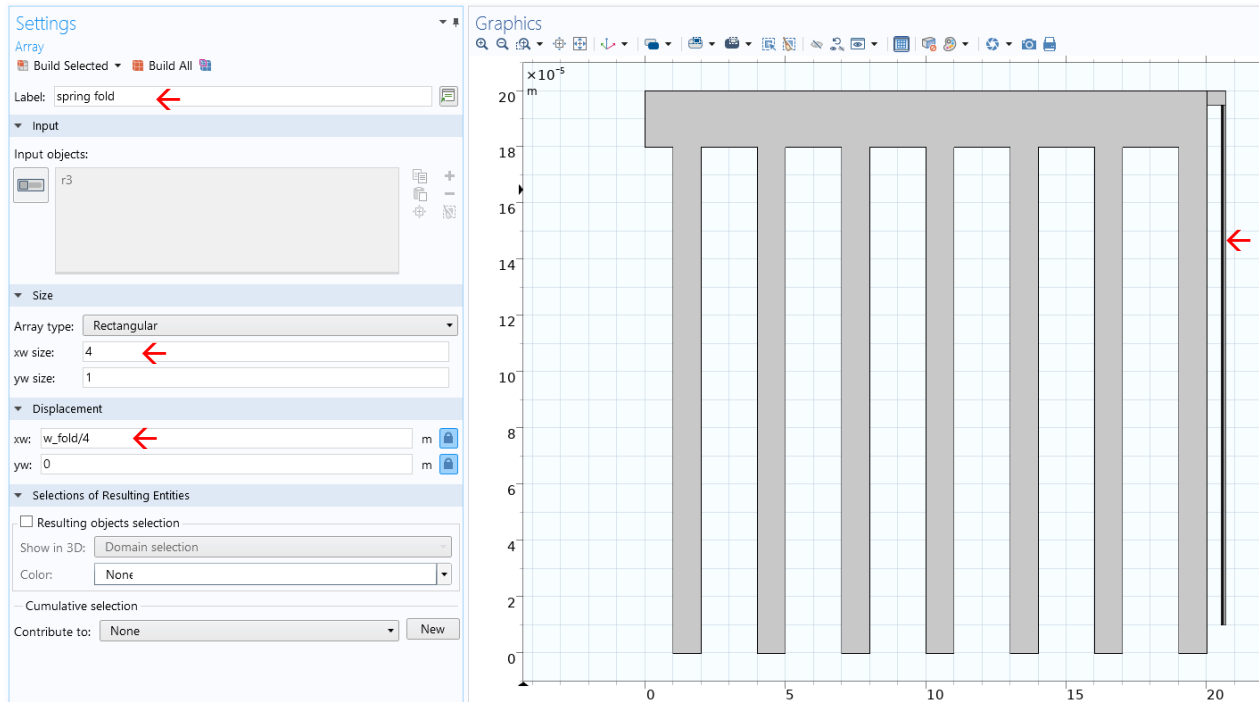 Settings
Array
Build Selected
Build All
Label: spring fold
Input
Input objects:
r3
Size
Array type: Rectangular
xw size: 4
yw size: 1
Displacement
xw: w_fold/4 m
yw: 0 m
Selections of Resulting Entities
Resulting objects selection
Show in 3D: Domain selection
Color: None
Cumulative selection
Contribute to: None New
Graphics
×10⁻⁵
m
20
18
16
14
12
10
8
6
4
2
0
0 5 10 15 20